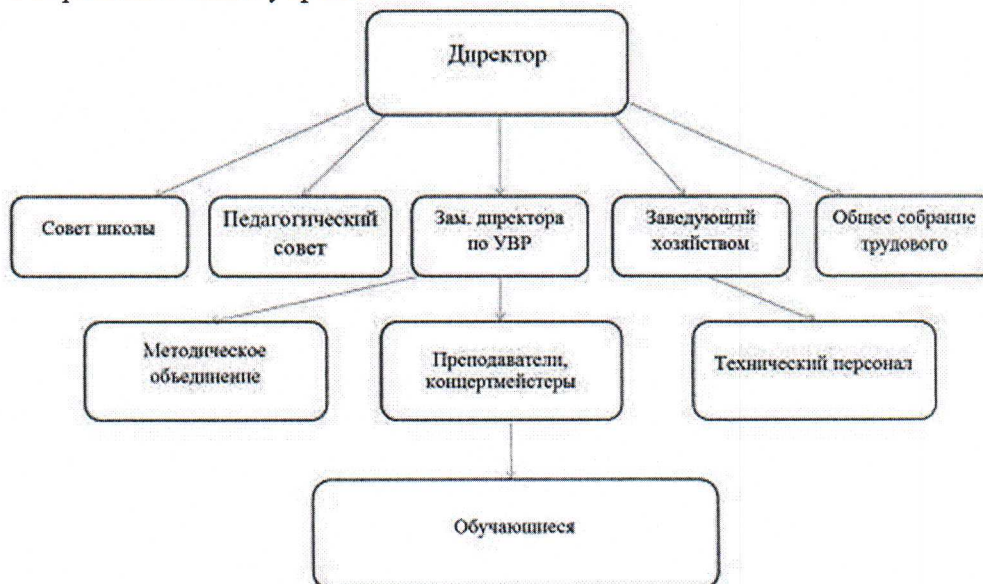 Директор
Совет школы
Педагогический
совет
Зам. директора
по УВР
Заведующий
хозяйством
Общее собрание
трудового
Методическое
объединение
Преподаватели,
концертмейстеры
Технический персонал
Обучающиеся